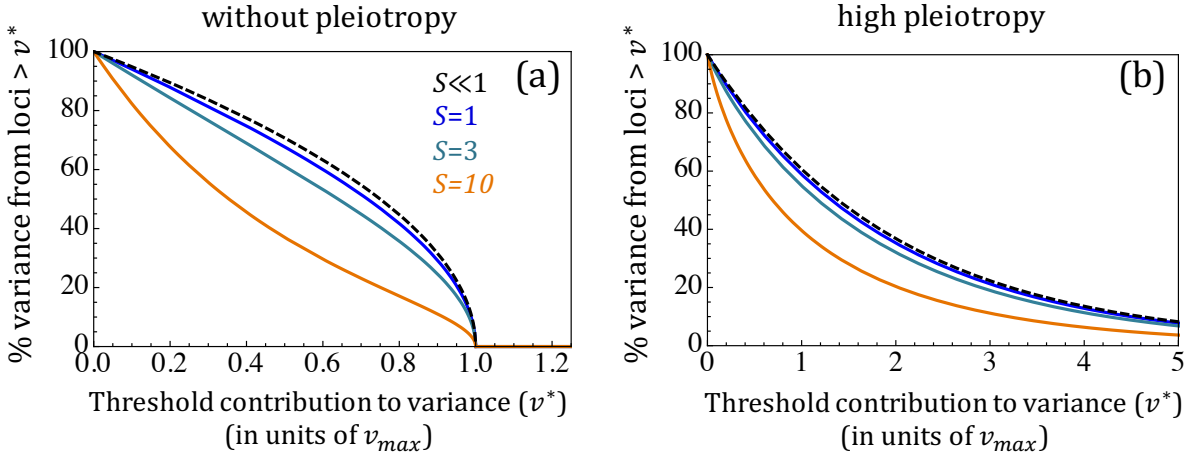 without pleiotropy
% variance from loci > v*
100
80
60
40
20
0
(a)
S≪1
S=1
S=3
S=10
0.0 0.2 0.4 0.6 0.8 1.0 1.2
Threshold contribution to variance (v*)
(in units of v_max)
high pleiotropy
% variance from loci > v*
100
80
60
40
20
0
(b)
0 1 2 3 4 5
Threshold contribution to variance (v*)
(in units of v_max)